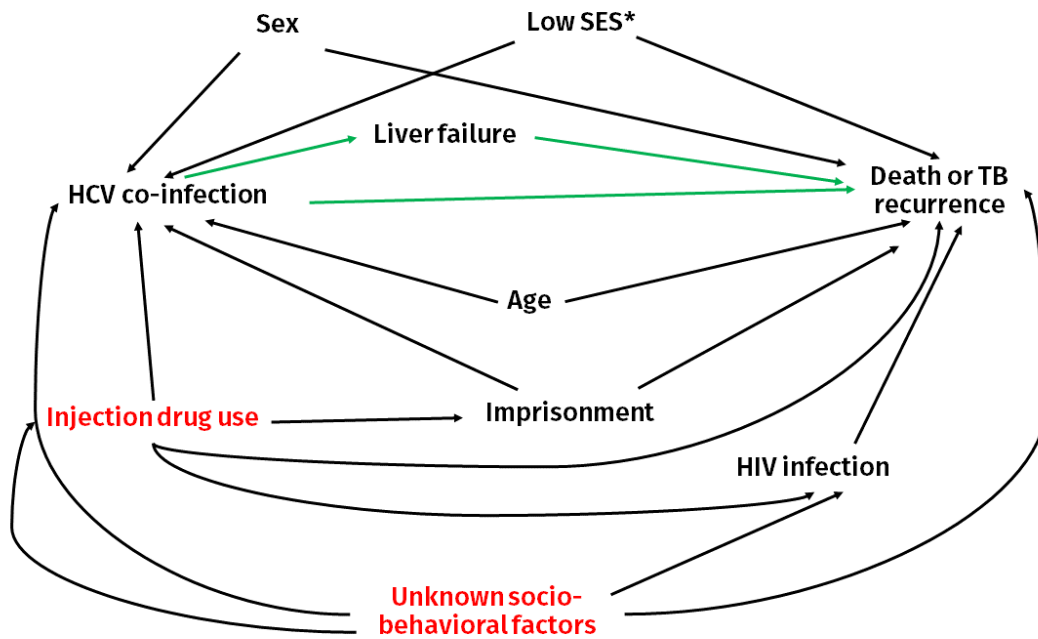 Sex
Low SES*
Liver failure
HCV co-infection
Death or TB
recurrence
Age
Injection drug use
Imprisonment
HIV infection
Unknown socio-
behavioral factors